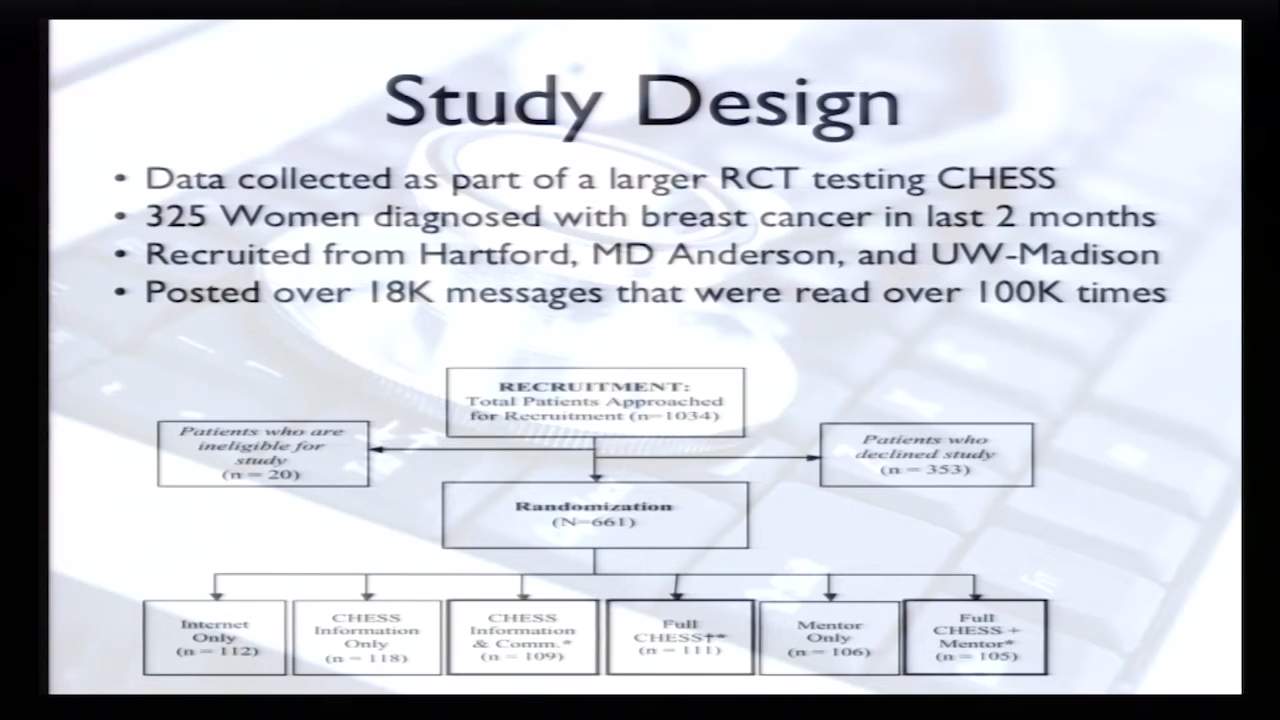 Study Design
• Data collected as part of a larger RCT testing CHESS
• 325 Women diagnosed with breast cancer in last 2 months
• Recruited from Hartford, MD Anderson, and UW-Madison
• Posted over 18K messages that were read over 100K times
RECRUITMENT:
Total Patients Approached
for Recruitment (n=1034)
Patients who are
ineligible for
study
(n = 20)
Patients who
declined study
(n = 353)
Randomization
(N=661)
Internet
Only
(n = 112)
CHESS
Information
Only
(n = 118)
CHESS
Information
& Comm.*
(n = 109)
Full
CHESS†*
(n = 111)
Mentor
Only
(n = 106)
Full
CHESS +
Mentor*
(n = 105)